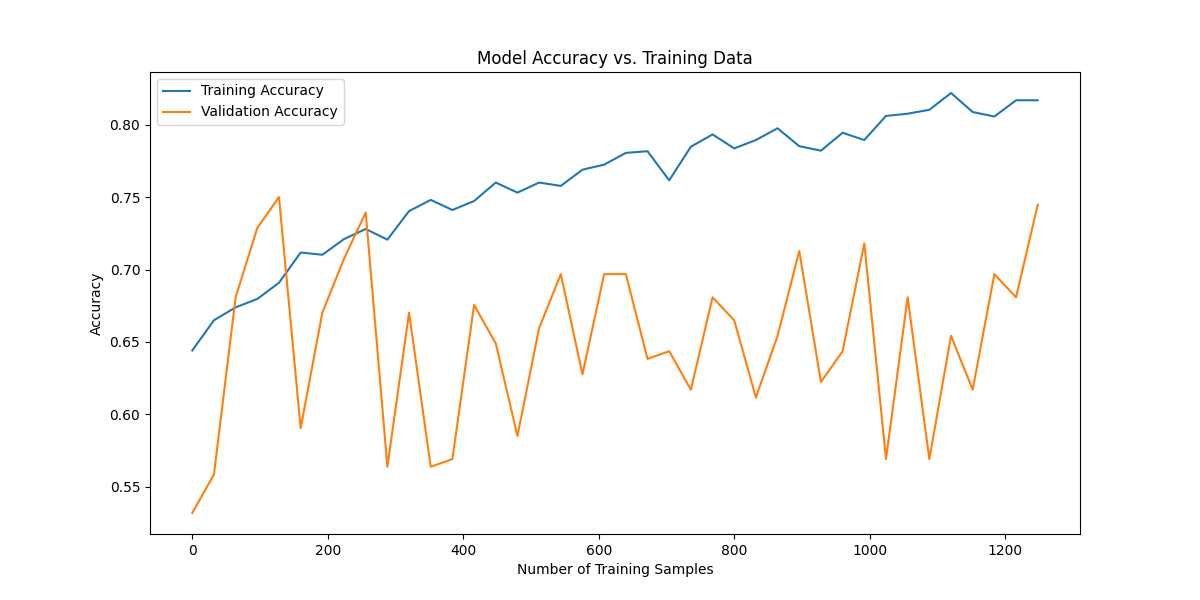 Model Accuracy vs. Training Data
Training Accuracy
Validation Accuracy
0.80
0.75
0.70
0.65
0.60
0.55
Accuracy
0 200 400 600 800 1000 1200
Number of Training Samples